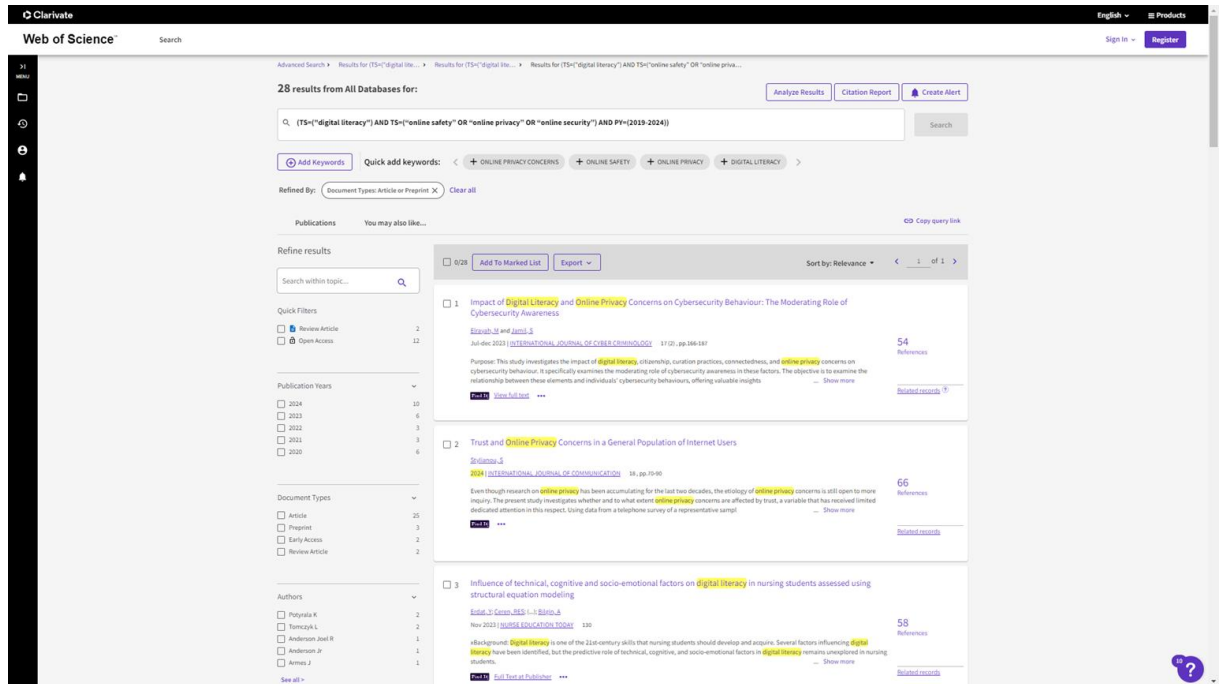 Clarivate
English
Products
Web of Science™
Search
Sign In
Register
MENU
Advanced Search
Results for (TS=("digital lite...
Results for (TS=("digital lite...
Results for (TS=("digital literacy") AND TS=("online safety" OR "online priva...
28 results from All Databases for:
Analyze Results
Citation Report
Create Alert
(TS=("digital literacy") AND TS=("online safety" OR "online privacy" OR "online security") AND PY=(2019-2024))
Search
Add Keywords
Quick add keywords:
+ ONLINE PRIVACY CONCERNS
+ ONLINE SAFETY
+ ONLINE PRIVACY
+ DIGITAL LITERACY
Refined By:
Document Types: Article or Preprint X
Clear all
Publications
You may also like...
Copy query link
Refine results
Search within topic...
Quick Filters
Review Article 2
Open Access 12
Publication Years
2024 10
2023 6
2022 3
2021 3
2020 6
Document Types
Article 25
Preprint 3
Early Access 2
Review Article 2
Authors
Potyrala K 2
Tomczyk L 2
Anderson Joel R 1
Anderson Jr 1
Armes J 1
See all >
0/28
Add To Marked List
Export
Sort by: Relevance
1 of 1
1
Impact of Digital Literacy and Online Privacy Concerns on Cybersecurity Behaviour: The Moderating Role of
Cybersecurity Awareness
and Jamil, S
Jul-dec 2023 | INTERNATIONAL JOURNAL OF CYBER CRIMINOLOGY 17 (2), pp.166-187
Purpose: This study investigates the impact of digital literacy, citizenship, curation practices, connectedness, and online privacy concerns on
cybersecurity behaviour. It specifically examines the moderating role of cybersecurity awareness in these factors. The objective is to examine the
relationship between these elements and individuals' cybersecurity behaviours, offering valuable insights
... Show more
Find It
View full text
54
References
Related records ?
2
Trust and Online Privacy Concerns in a General Population of Internet Users
Stylianou, S
2024 | INTERNATIONAL JOURNAL OF COMMUNICATION 18, pp.70-90
Even though research on online privacy has been accumulating for the last two decades, the etiology of online privacy concerns is still open to more
inquiry. The present study investigates whether and to what extent online privacy concerns are affected by trust, a variable that has received limited
dedicated attention in this respect. Using data from a telephone survey of a representative sampl
... Show more
Find It
66
References
Related records
3
Influence of technical, cognitive and socio-emotional factors on digital literacy in nursing students assessed using
structural equation modeling
Erdat, Y; Ceren, RES; (...); Bilgin, A
Nov 2023 | NURSE EDUCATION TODAY 130
•Background: Digital literacy is one of the 21st-century skills that nursing students should develop and acquire. Several factors influencing digital
literacy have been identified, but the predictive role of technical, cognitive, and socio-emotional factors in digital literacy remains unexplored in nursing
students.
... Show more
Find It
Full Text at Publisher
58
References
Related records
10
?